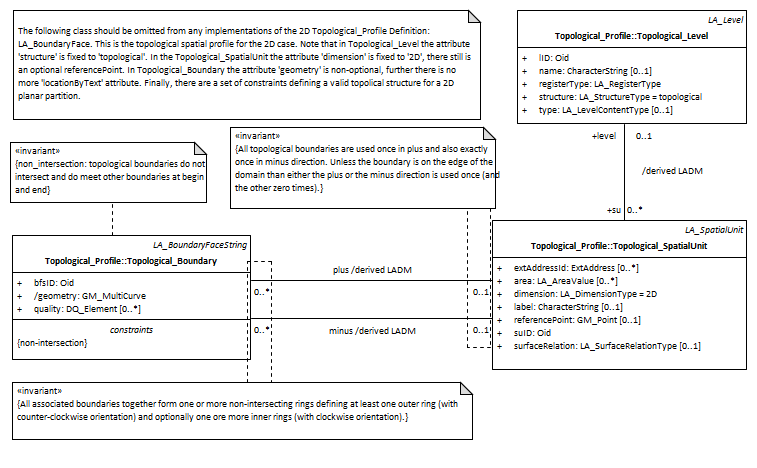 The following class should be omitted from any implementations of the 2D Topological_Profile Definition:
LA_BoundaryFace. This is the topological spatial profile for the 2D case. Note that in Topological_Level the attribute
'structure' is fixed to 'topological'. In the Topological_SpatialUnit the attribute 'dimension' is fixed to '2D', there still is
an optional referencePoint. In Topological_Boundary the attribute 'geometry' is non-optional, further there is no
more 'locationByText' attribute. Finally, there are a set of constraints defining a valid topolical structure for a 2D
planar partition.
LA_Level
Topological_Profile::Topological_Level
+ lID: Oid
+ name: CharacterString [0..1]
+ registerType: LA_RegisterType
+ structure: LA_StructureType = topological
+ type: LA_LevelContentType [0..1]
«invariant»
{non_intersection: topological boundaries do not
intersect and do meet other boundaries at begin
and end}
«invariant»
{All topological boundaries are used once in plus and also exactly
once in minus direction. Unless the boundary is on the edge of the
domain than either the plus or the minus direction is used once (and
the other zero times).}
+level 0..1
/derived LADM
+su 0..*
LA_BoundaryFaceString
Topological_Profile::Topological_Boundary
+ bfsID: Oid
+ /geometry: GM_MultiCurve
+ quality: DQ_Element [0..*]
constraints
{non-intersection}
plus /derived LADM
0..* 0..1
0..* 0..1
minus /derived LADM
LA_SpatialUnit
Topological_Profile::Topological_SpatialUnit
+ extAddressId: ExtAddress [0..*]
+ area: LA_AreaValue [0..*]
+ dimension: LA_DimensionType = 2D
+ label: CharacterString [0..1]
+ referencePoint: GM_Point [0..1]
+ suID: Oid
+ surfaceRelation: LA_SurfaceRelationType [0..1]
«invariant»
{All associated boundaries together form one or more non-intersecting rings defining at least one outer ring (with
counter-clockwise orientation) and optionally one ore more inner rings (with clockwise orientation).}